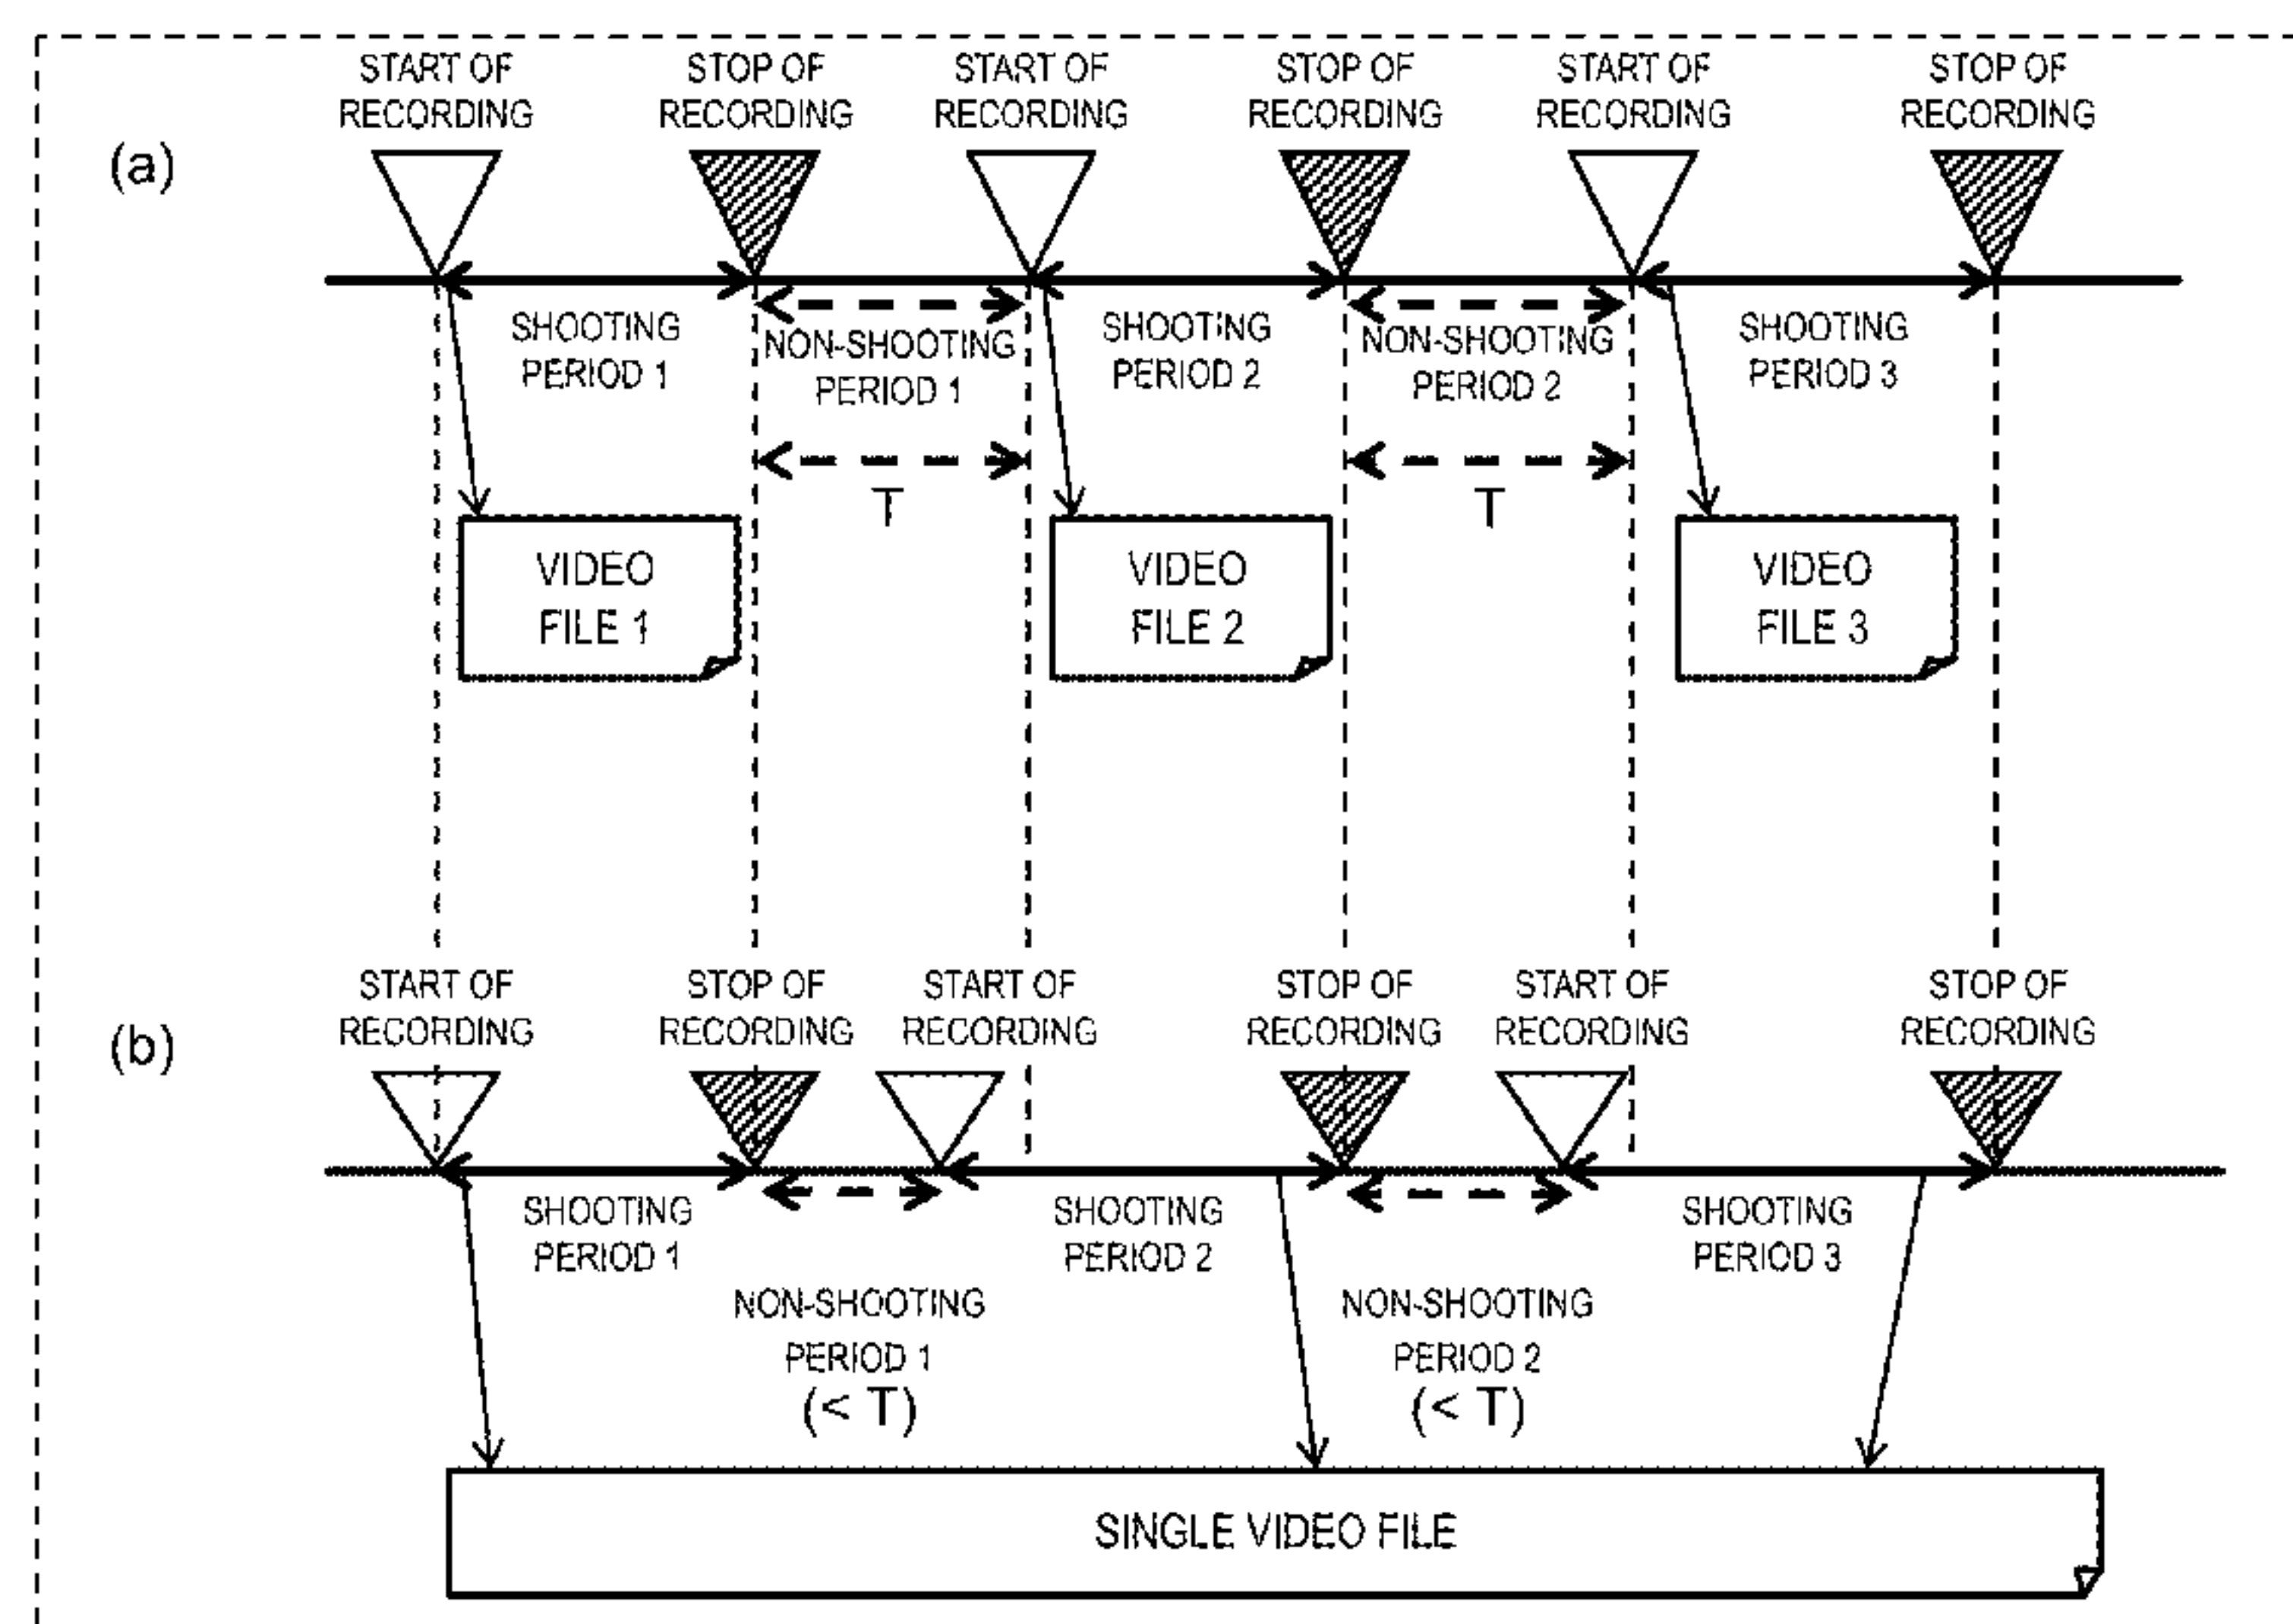 START OF
RECORDING
STOP OF
RECORDING
START OF
RECORDING
STOP OF
RECORDING
START OF
RECORDING
STOP OF
RECORDING
(a)
SHOOTING
PERIOD 1
NON-SHOOTING
PERIOD 1
SHOOTING
PERIOD 2
NON-SHOOTING
PERIOD 2
SHOOTING
PERIOD 3
T
T
VIDEO
FILE 1
VIDEO
FILE 2
VIDEO
FILE 3
START OF
RECORDING
STOP OF
RECORDING
START OF
RECORDING
STOP OF
RECORDING
START OF
RECORDING
STOP OF
RECORDING
(b)
SHOOTING
PERIOD 1
SHOOTING
PERIOD 2
SHOOTING
PERIOD 3
NON-SHOOTING
PERIOD 1
(< T)
NON-SHOOTING
PERIOD 2
(< T)
SINGLE VIDEO FILE